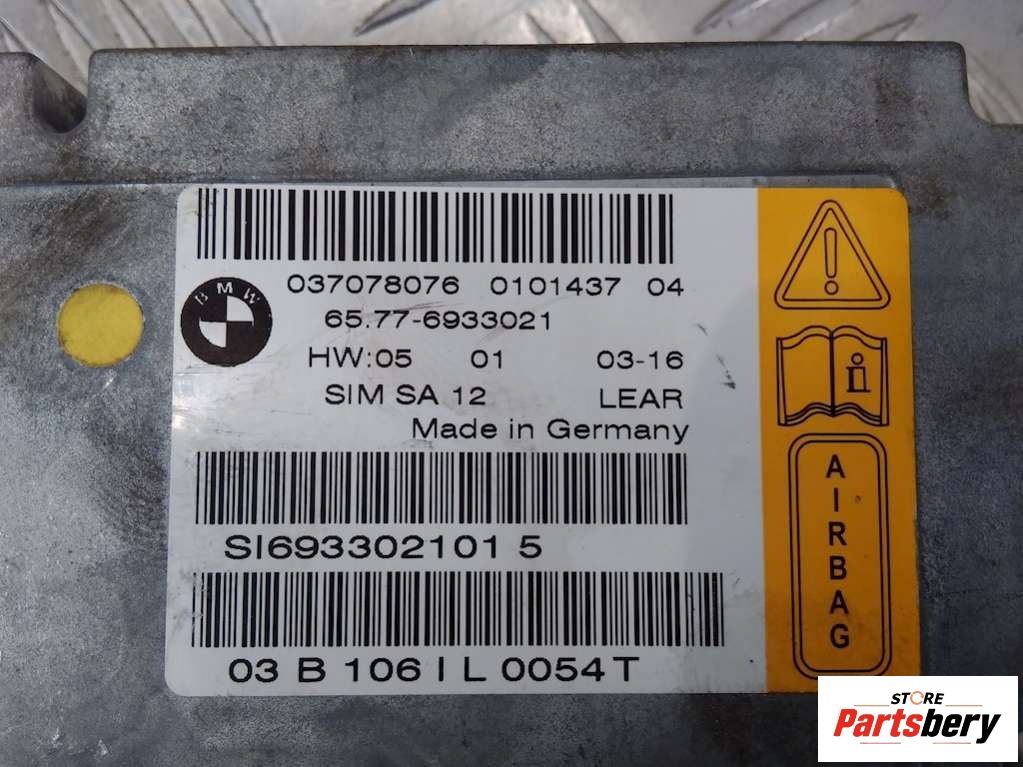 037078076 0101437 04
BMW
65.77-6933021
HW:05 01 03-16
SIM SA 12 LEAR
Made in Germany
SI693302101 5
03 B 106 I L 0054T
AIRBAG
STORE
Partsbery